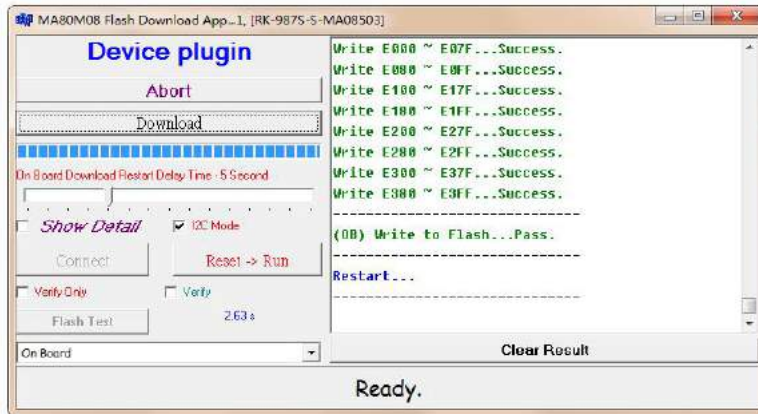 MA80M08 Flash Download App...1, [RK-987S-S-MA08503]
Device plugin
Abort
Download
On Board Download Restart Delay Time - 5 Second
Show Detail
I2C Mode
Connect
Reset -> Run
Verify Only
Verify
Flash Test
2.63 s
On Board
Write E000 ~ E07F...Success.
Write E080 ~ E0FF...Success.
Write E100 ~ E17F...Success.
Write E180 ~ E1FF...Success.
Write E200 ~ E27F...Success.
Write E280 ~ E2FF...Success.
Write E300 ~ E37F...Success.
Write E380 ~ E3FF...Success.
------------------------------
(OB) Write to Flash...Pass.
------------------------------
Restart...
------------------------------
Clear Result
Ready.